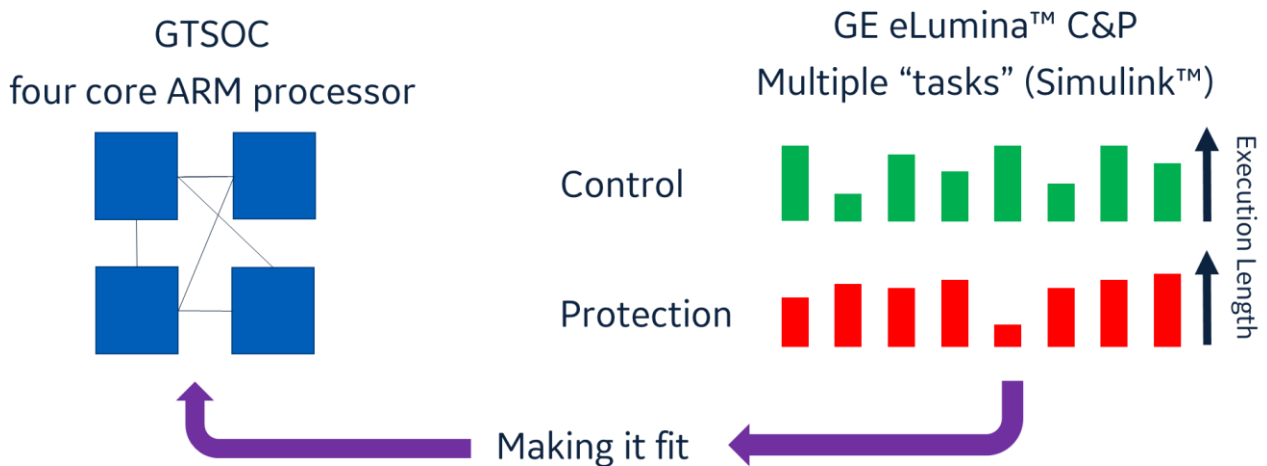 GTSOC
four core ARM processor
GE eLumina™ C&P
Multiple “tasks” (Simulink™)
Control
Protection
Execution Length
Making it fit